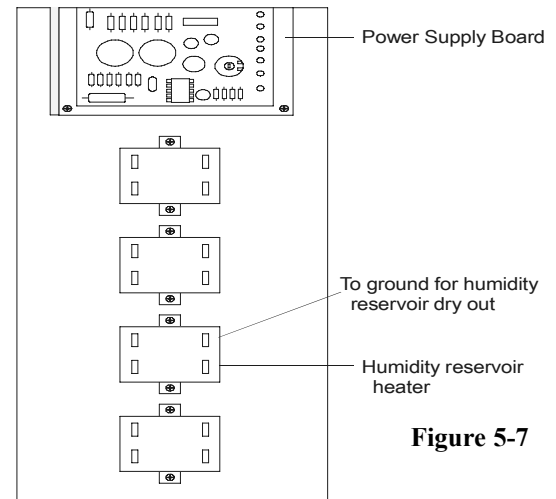 Power Supply Board
To ground for humidity
reservoir dry out
Humidity reservoir
heater
Figure 5-7